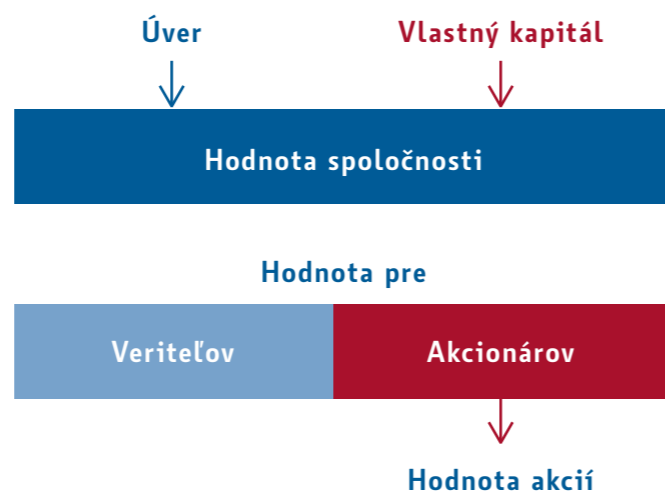 Úver
Vlastný kapitál
Hodnota spoločnosti
Hodnota pre
Veriteľov
Akcionárov
Hodnota akcií